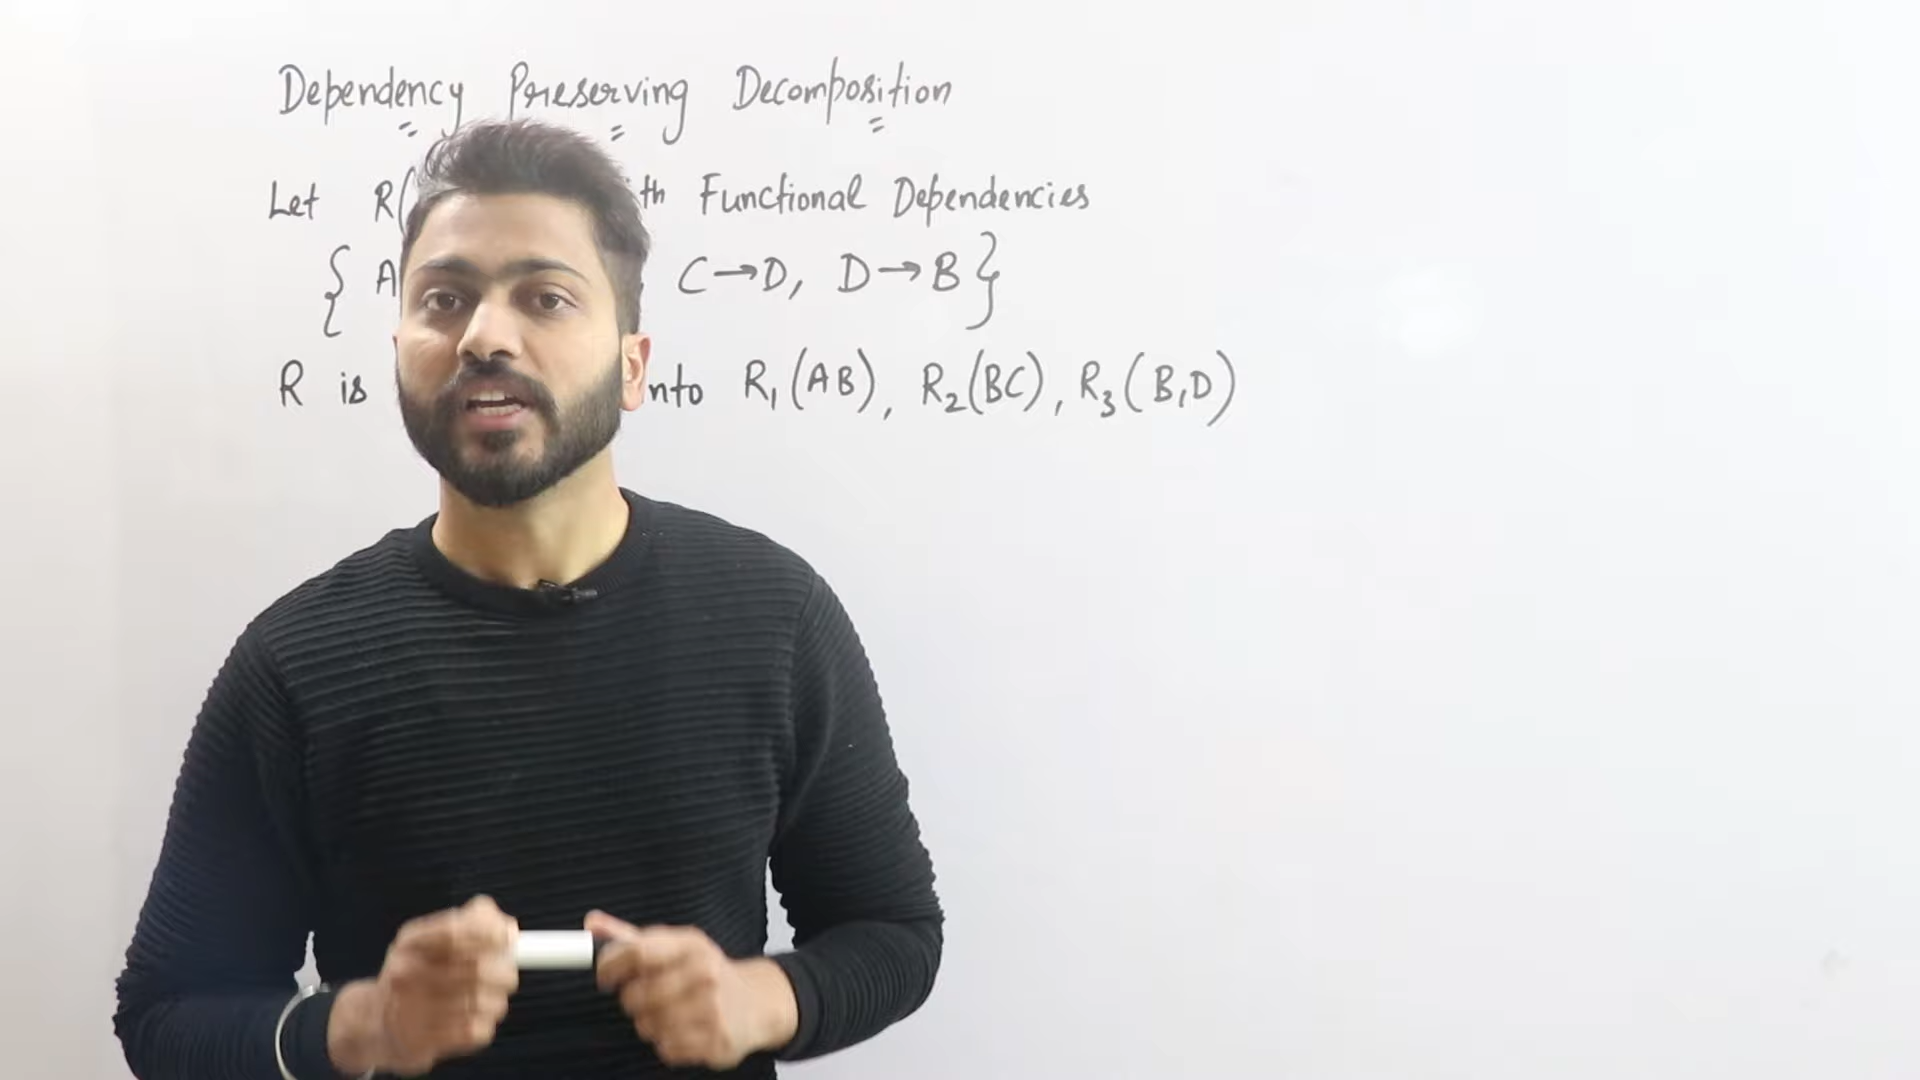 Dependency Preserving Decomposition
Let R( th Functional Dependencies
{ A C→D, D→B }
R is nto R₁(AB), R₂(BC), R₃(B,D)